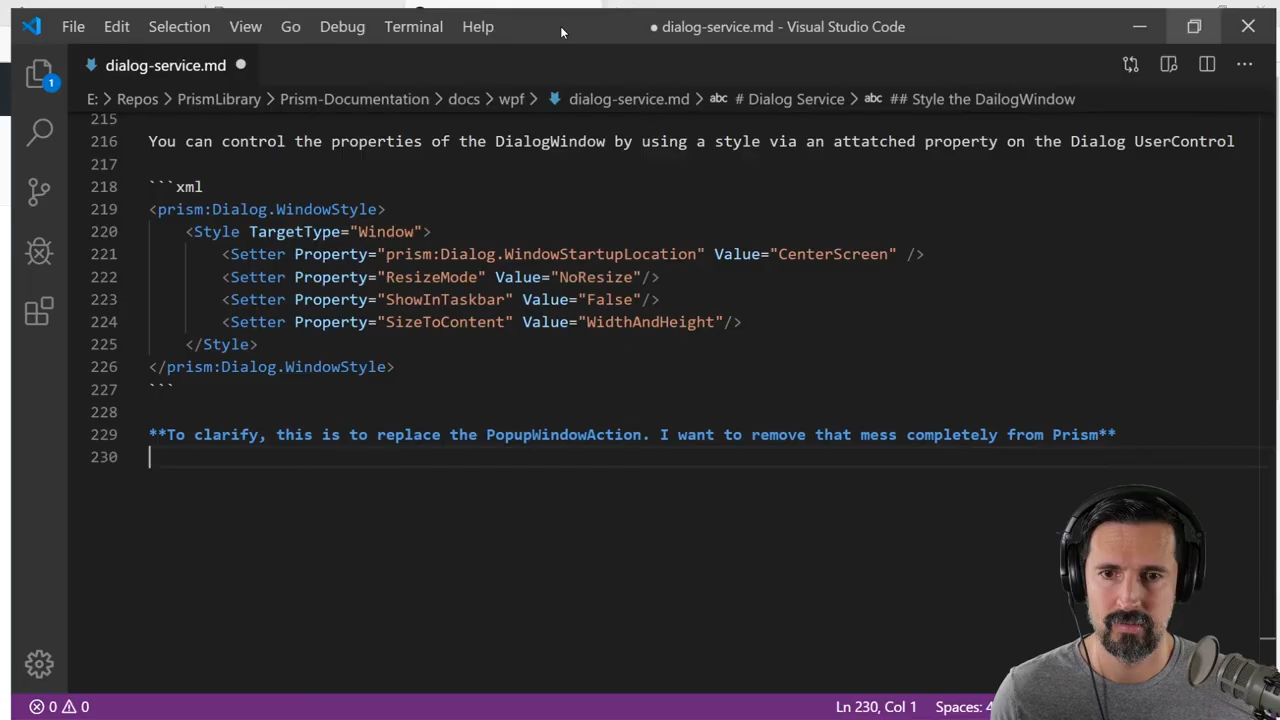 File Edit Selection View Go Debug Terminal Help ● dialog-service.md - Visual Studio Code
dialog-service.md ●
1
E: > Repos > PrismLibrary > Prism-Documentation > docs > wpf > dialog-service.md > abc # Dialog Service > abc ## Style the DailogWindow
215
216 You can control the properties of the DialogWindow by using a style via an attatched property on the Dialog UserControl
217
218 ```xml
219 <prism:Dialog.WindowStyle>
220 <Style TargetType="Window">
221 <Setter Property="prism:Dialog.WindowStartupLocation" Value="CenterScreen" />
222 <Setter Property="ResizeMode" Value="NoResize"/>
223 <Setter Property="ShowInTaskbar" Value="False"/>
224 <Setter Property="SizeToContent" Value="WidthAndHeight"/>
225 </Style>
226 </prism:Dialog.WindowStyle>
227 ```
228
229 **To clarify, this is to replace the PopupWindowAction. I want to remove that mess completely from Prism**
230
0 0 Ln 230, Col 1 Spaces: 4